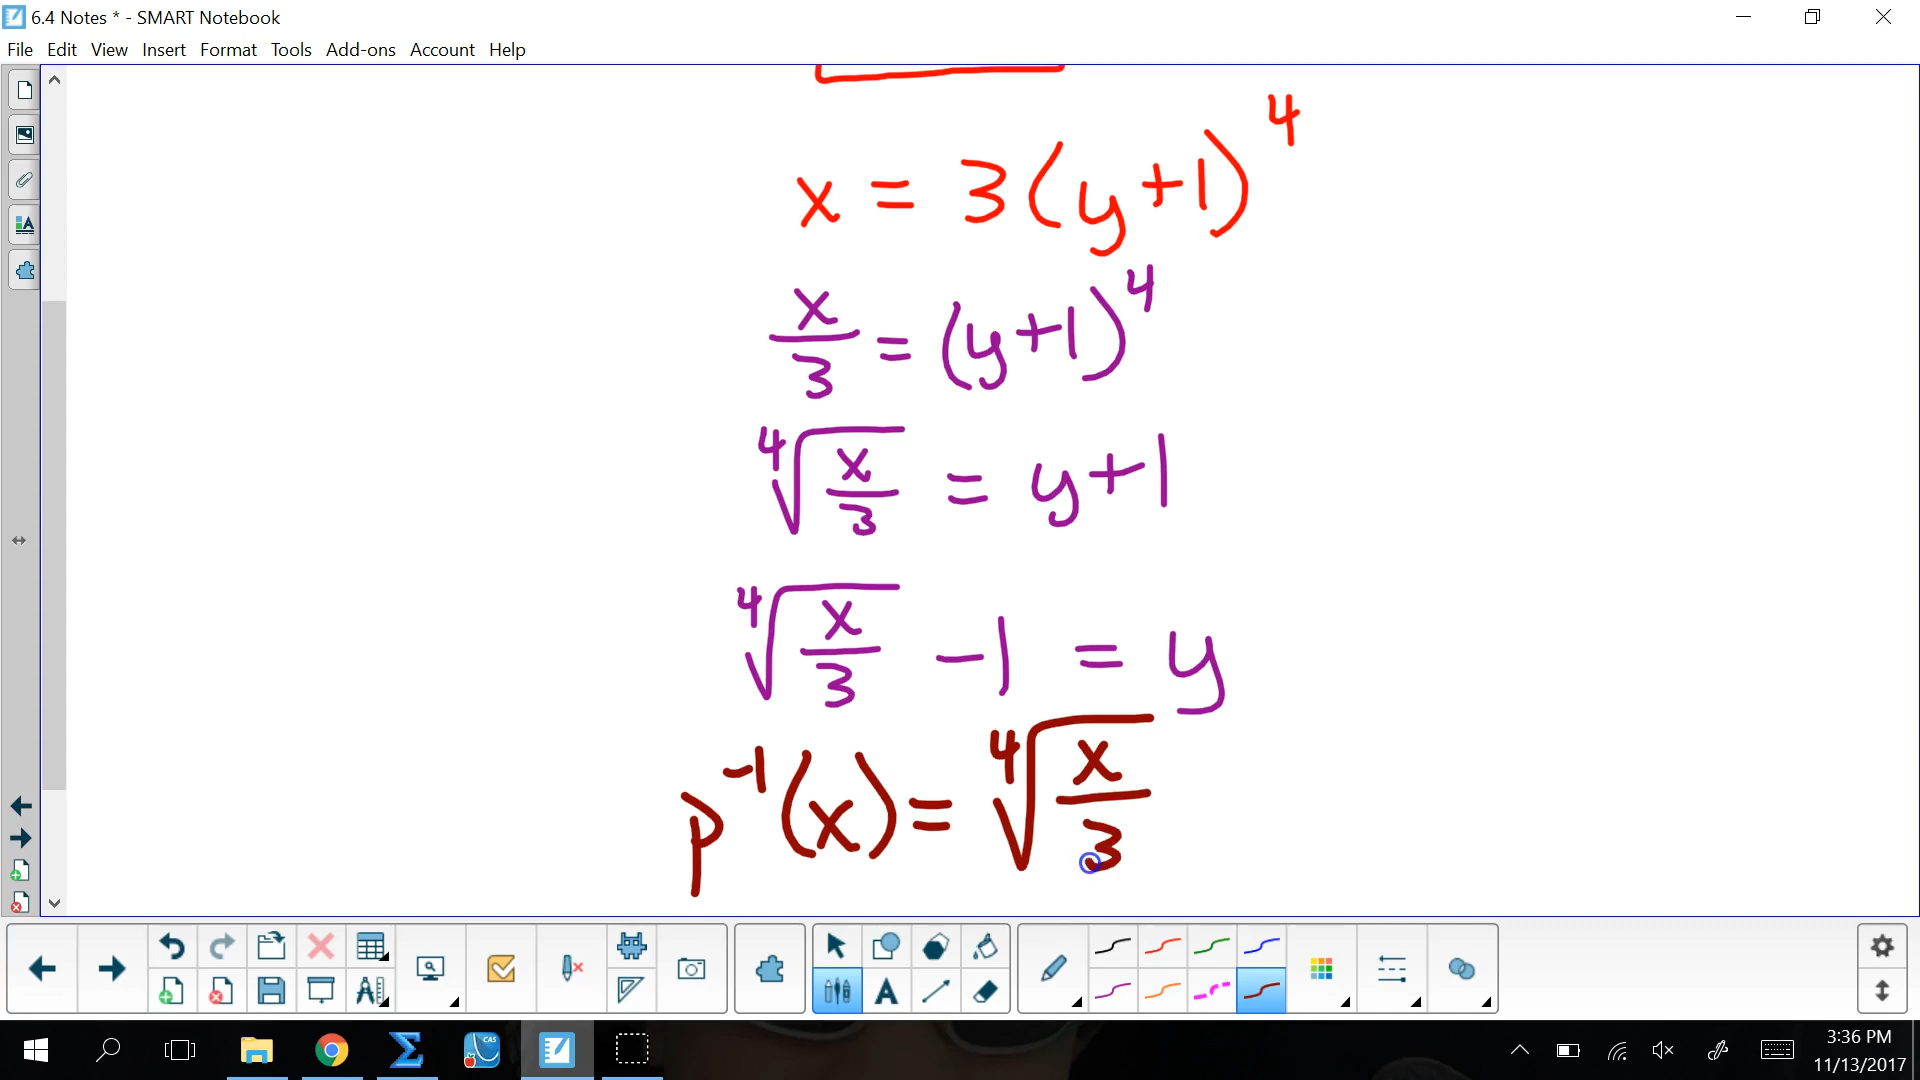 6.4 Notes * - SMART Notebook
File Edit View Insert Format Tools Add-ons Account Help
x = 3(y+1)⁴
x/3 = (y+1)⁴
⁴√(x/3) = y+1
⁴√(x/3) -1 = y
p⁻¹(x) = ⁴√(x/3)
3:36 PM
11/13/2017